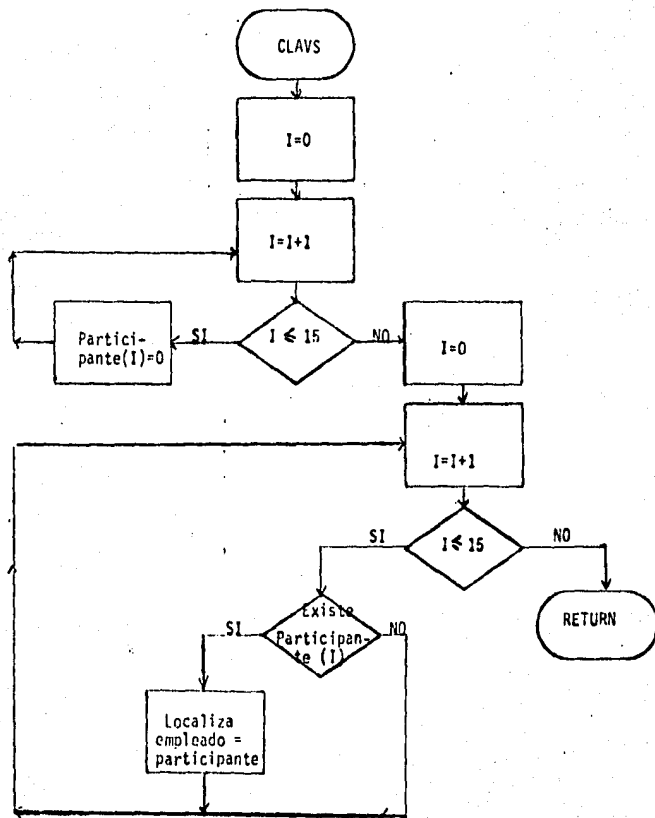 CLAVS
I=0
I=I+1
I ≤ 15
SI
NO
Partici-
pante(I)=0
I=0
I=I+1
I ≤ 15
SI
NO
RETURN
Existe
Participan-
te (I)
SI
NO
Localiza
empleado =
participante